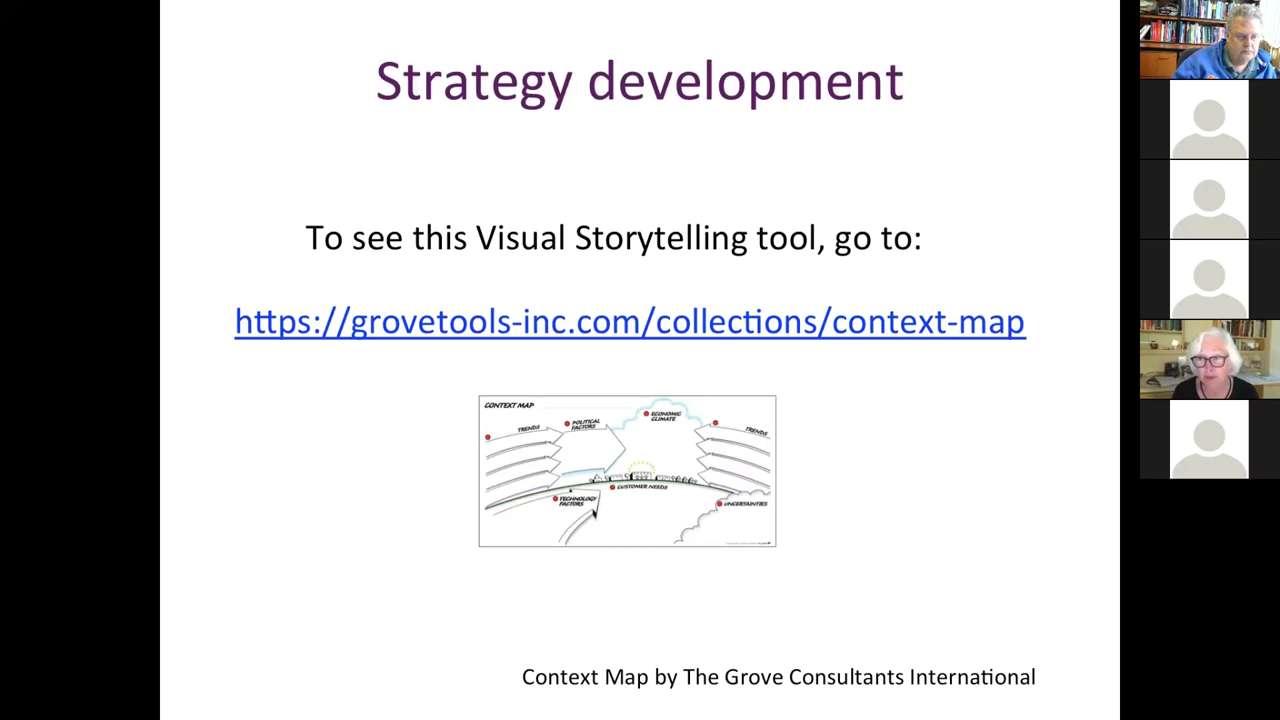 Strategy development
To see this Visual Storytelling tool, go to:
https://grovetools-inc.com/collections/context-map
CONTEXT MAP
TRENDS
POLITICAL
FACTORS
ECONOMIC
CLIMATE
TRENDS
CUSTOMER NEEDS
TECHNOLOGY
FACTORS
UNCERTAINTIES
Context Map by The Grove Consultants International